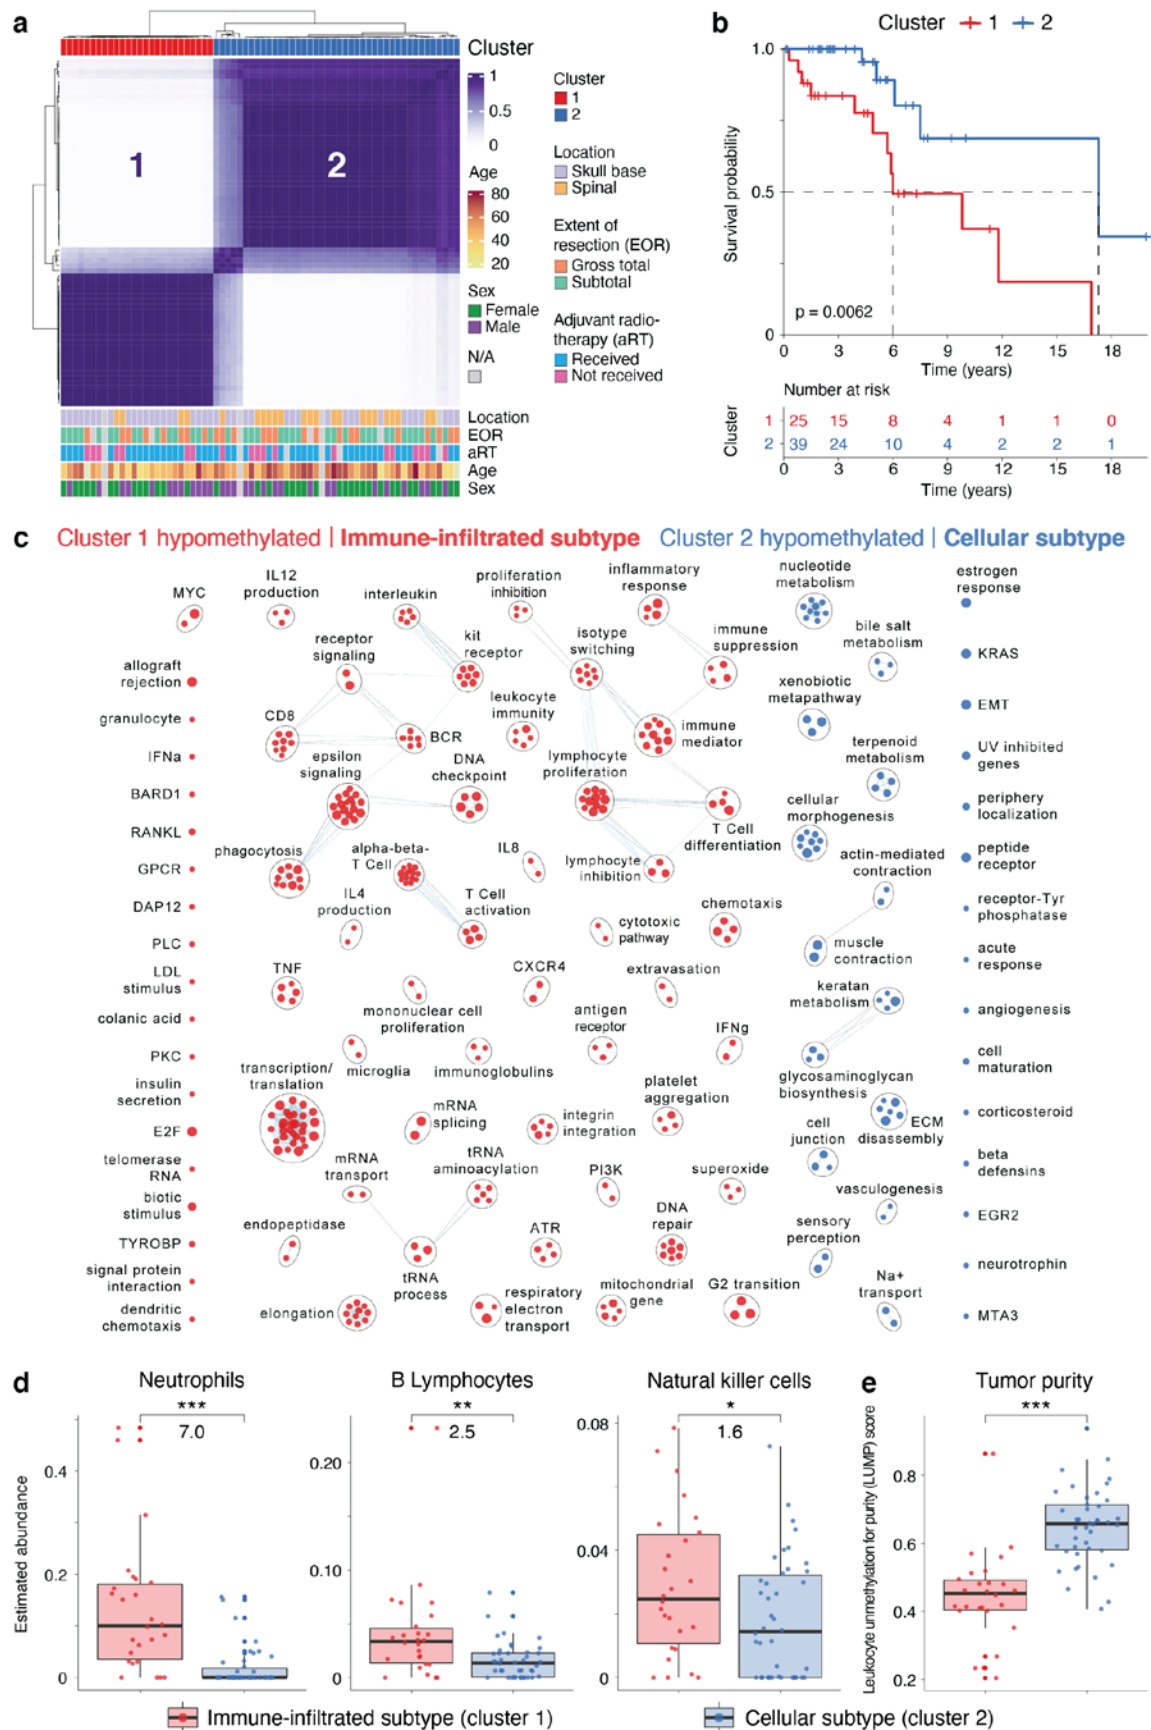 a
Cluster
1
0.5
0
Age
80
60
40
20
Sex
Female
Male
N/A
Cluster
1
2
Location
Skull base
Spinal
Extent of
resection (EOR)
Gross total
Subtotal
Adjuvant radio-
therapy (aRT)
Received
Not received
1
2
Location
EOR
aRT
Age
Sex
b
Cluster 1 2
Survival probability
1.0
0.5
0
p = 0.0062
0 3 6 9 12 15 18
Time (years)
Number at risk
Cluster
1 25 15 8 4 1 1 0
2 39 24 10 4 2 2 1
0 3 6 9 12 15 18
Time (years)
c
Cluster 1 hypomethylated | Immune-infiltrated subtype
Cluster 2 hypomethylated | Cellular subtype
MYC
allograft
rejection
granulocyte
IFNa
BARD1
RANKL
GPCR
DAP12
PLC
LDL
stimulus
colanic acid
PKC
insulin
secretion
E2F
telomerase
RNA
biotic
stimulus
TYROBP
signal protein
interaction
dendritic
chemotaxis
IL12
production
interleukin
proliferation
inhibition
inflammatory
response
receptor
signaling
kit
receptor
isotype
switching
immune
suppression
CD8
BCR
leukocyte
immunity
immune
mediator
epsilon
signaling
DNA
checkpoint
lymphocyte
proliferation
T Cell
differentiation
phagocytosis
alpha-beta-
T Cell
IL8
lymphocyte
inhibition
IL4
production
T Cell
activation
cytotoxic
pathway
chemotaxis
TNF
mononuclear cell
proliferation
CXCR4
extravasation
microglia
immunoglobulins
antigen
receptor
IFNg
transcription/
translation
mRNA
splicing
integrin
integration
platelet
aggregation
mRNA
transport
tRNA
aminoacylation
PI3K
superoxide
endopeptidase
tRNA
process
ATR
DNA
repair
elongation
respiratory
electron
transport
mitochondrial
gene
G2 transition
nucleotide
metabolism
bile salt
metabolism
xenobiotic
metapathway
terpenoid
metabolism
cellular
morphogenesis
actin-mediated
contraction
muscle
contraction
keratan
metabolism
glycosaminoglycan
biosynthesis
ECM
disassembly
cell
junction
vasculogenesis
sensory
perception
Na+
transport
estrogen
response
KRAS
EMT
UV inhibited
genes
periphery
localization
peptide
receptor
receptor-Tyr
phosphatase
acute
response
angiogenesis
cell
maturation
corticosteroid
beta
defensins
EGR2
neurotrophin
MTA3
d
Estimated abundance
Neutrophils
***
7.0
0.4
0.2
0
B Lymphocytes
**
2.5
0.20
0.10
0
Natural killer cells
*
1.6
0.08
0.04
0
e
Tumor purity
***
Leukocyte unmethylation for purity (LUMP) score
0.8
0.6
0.4
0.2
Immune-infiltrated subtype (cluster 1)
Cellular subtype (cluster 2)